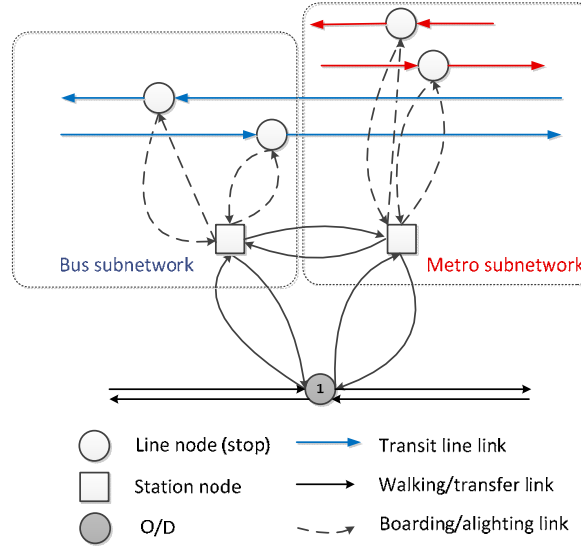 Bus subnetwork
Metro subnetwork
1
Line node (stop)
Transit line link
Station node
Walking/transfer link
O/D
Boarding/alighting link